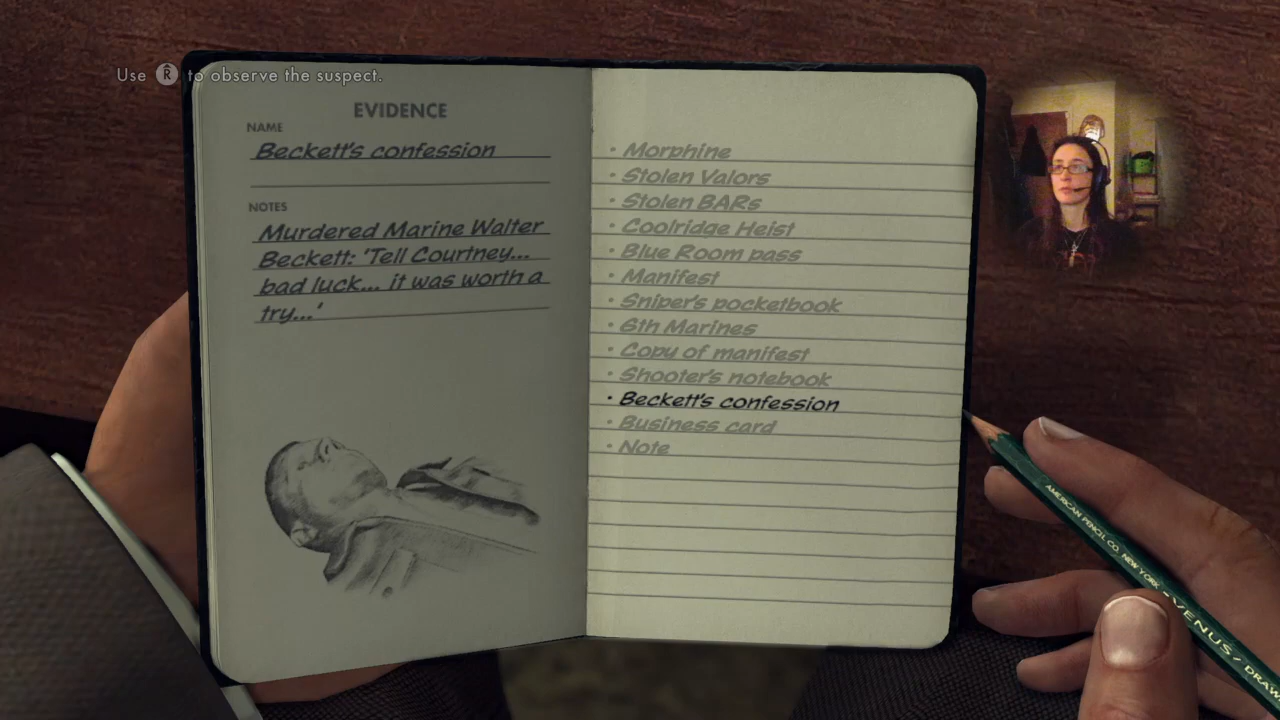 Use R to observe the suspect.
EVIDENCE
NAME
Beckett's confession
NOTES
Murdered Marine Walter
Beckett: 'Tell Courtney...
bad luck... it was worth a
try...'
• Morphine
• Stolen Valors
• Stolen BARs
• Coolridge Heist
• Blue Room pass
• Manifest
• Sniper's pocketbook
• 6th Marines
• Copy of manifest
• Shooter's notebook
• Beckett's confession
• Business card
• Note
AMERICAN PENCIL CO. NEW YORK
VENUS / DRAW